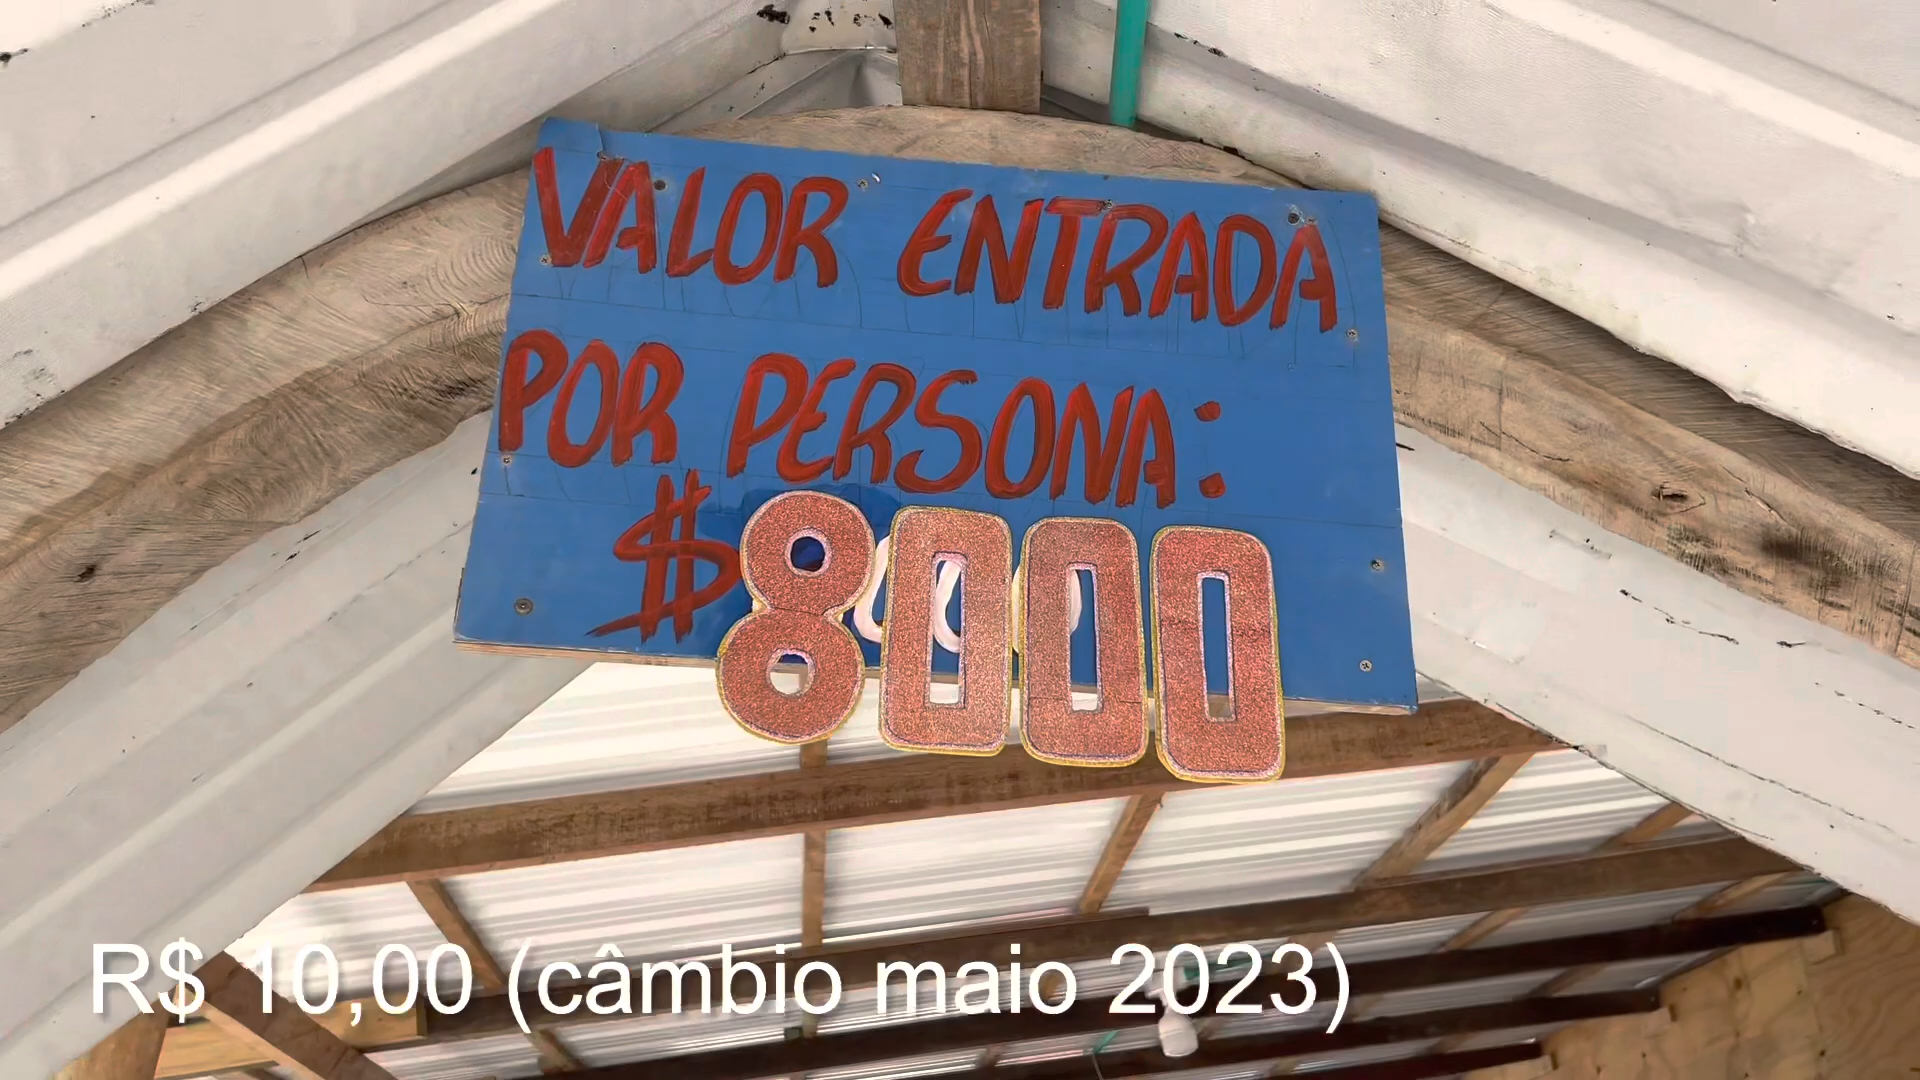 VALOR ENTRADA
POR PERSONA:
$8000
R$ 10,00 (câmbio maio 2023)